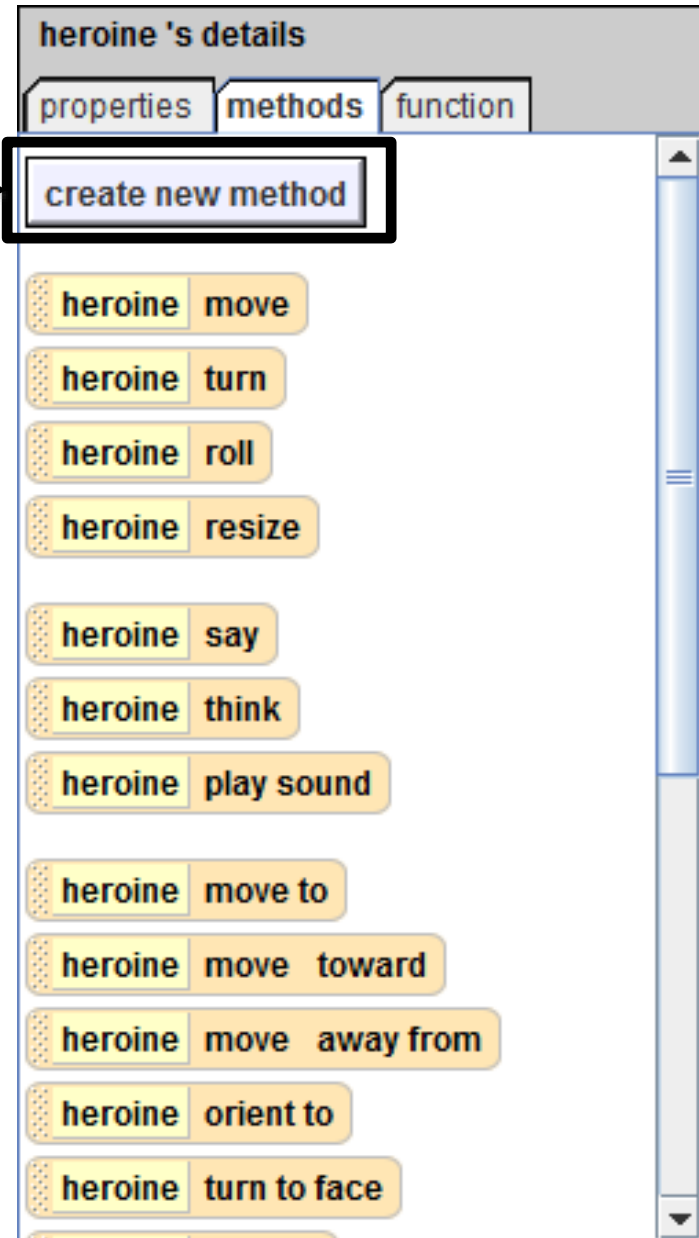 heroine 's details
properties methods function
create new method
heroine move
heroine turn
heroine roll
heroine resize
heroine say
heroine think
heroine play sound
heroine move to
heroine move toward
heroine move away from
heroine orient to
heroine turn to face